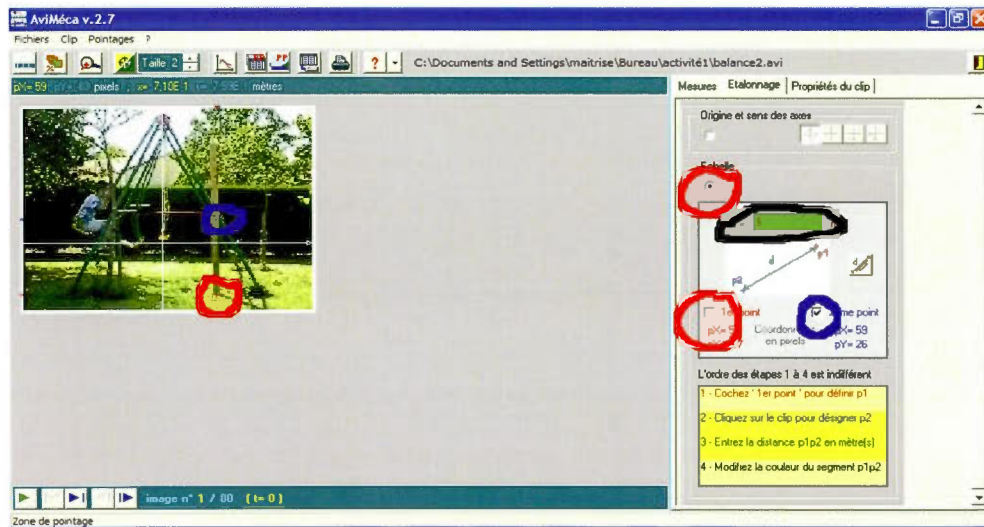 AviMéca v.2.7
Fichiers Clip Pointages ?
Taille 2 ? C:\Documents and Settings\maitrise\Bureau\activité1\balance2.avi
pX= 59 pixels x= 7,10E-1 mètres
Mesures Etalonnage Propriétés du clip
Origine et sens des axes
Echelle
d
p1
p2
1er point point
pX= pX= 59
en pixels pY= 26
L'ordre des étapes 1 à 4 est indifférent
1 - Cochez ' 1er point ' pour définir p1
2 - Cliquez sur le clip pour désigner p2
3 - Entrez la distance p1p2 en mètre(s)
4 - Modifiez la couleur du segment p1p2
image n° 1 / 80 ( t= 0 )
Zone de pointage